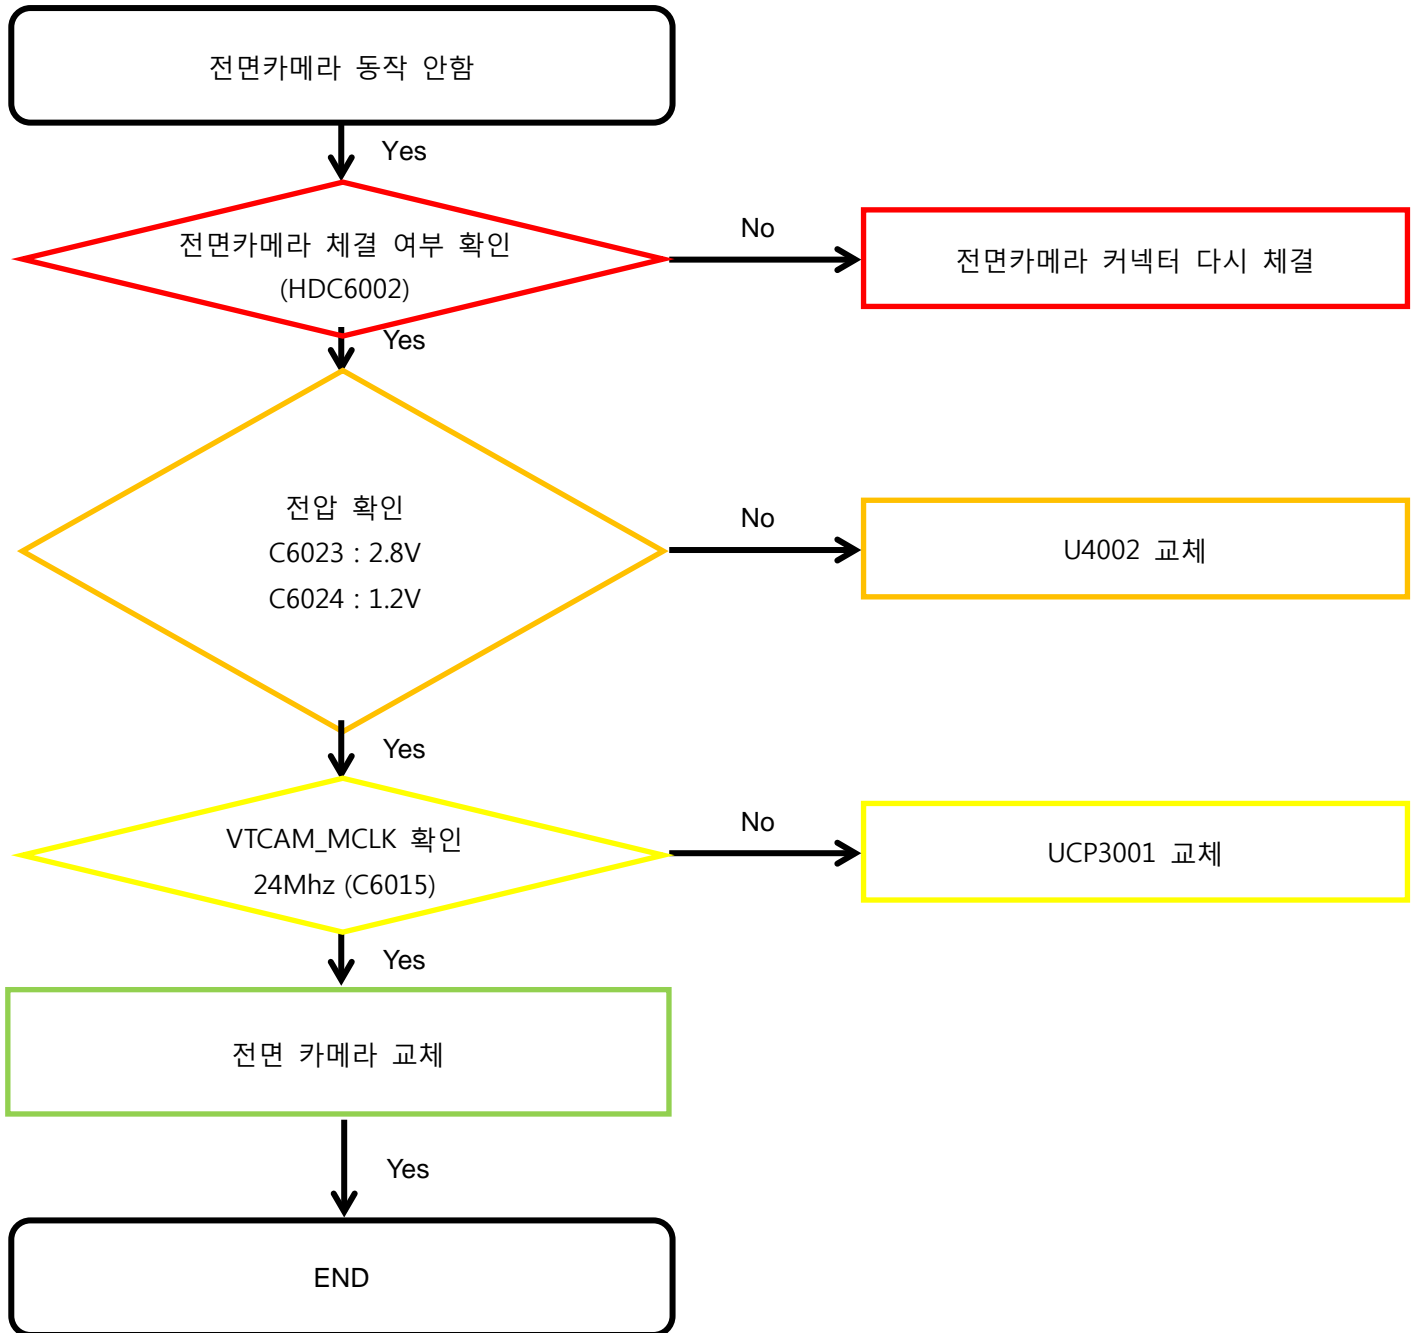 전면카메라 동작 안함
Yes
전면카메라 체결 여부 확인
(HDC6002)
No
전면카메라 커넥터 다시 체결
Yes
전압 확인
C6023 : 2.8V
C6024 : 1.2V
No
U4002 교체
Yes
VTCAM_MCLK 확인
24Mhz (C6015)
No
UCP3001 교체
Yes
전면 카메라 교체
Yes
END